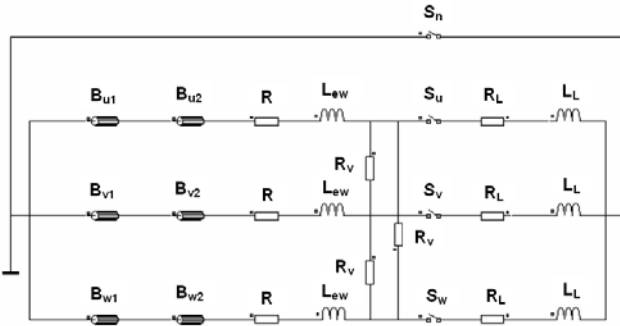 Sn
Bu1 Bu2 R Lew Su RL LL
Rv
Bv1 Bv2 R Lew Sv RL LL
Rv
Rv
Bw1 Bw2 R Lew Sw RL LL